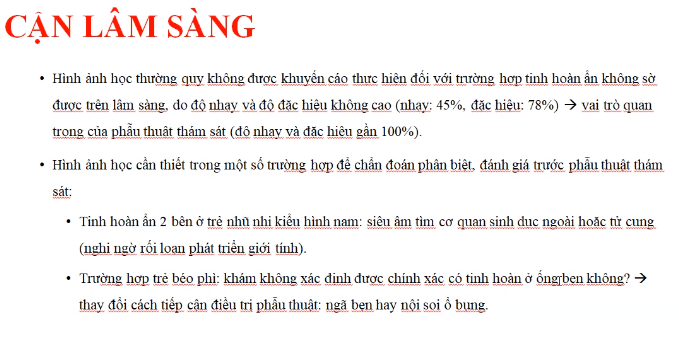 CẬN LÂM SÀNG
• Hình ảnh học thường quy không được khuyến cáo thực hiện đối với trường hợp tinh hoàn ẩn không sờ
được trên lâm sàng, do độ nhạy và độ đặc hiệu không cao (nhạy: 45%, đặc hiệu: 78%) → vai trò quan
trọng của phẫu thuật thám sát (độ nhạy và đặc hiệu gần 100%).
• Hình ảnh học cần thiết trong một số trường hợp để chẩn đoán phân biệt, đánh giá trước phẫu thuật thám
sát:
• Tinh hoàn ẩn 2 bên ở trẻ nhũ nhi kiểu hình nam: siêu âm tìm cơ quan sinh dục ngoài hoặc tử cung
(nghi ngờ rối loạn phát triển giới tính).
• Trường hợp trẻ béo phì: khám không xác định được chính xác có tinh hoàn ở ống bẹn không? →
thay đổi cách tiếp cận điều trị phẫu thuật: ngã bẹn hay nội soi ổ bụng.